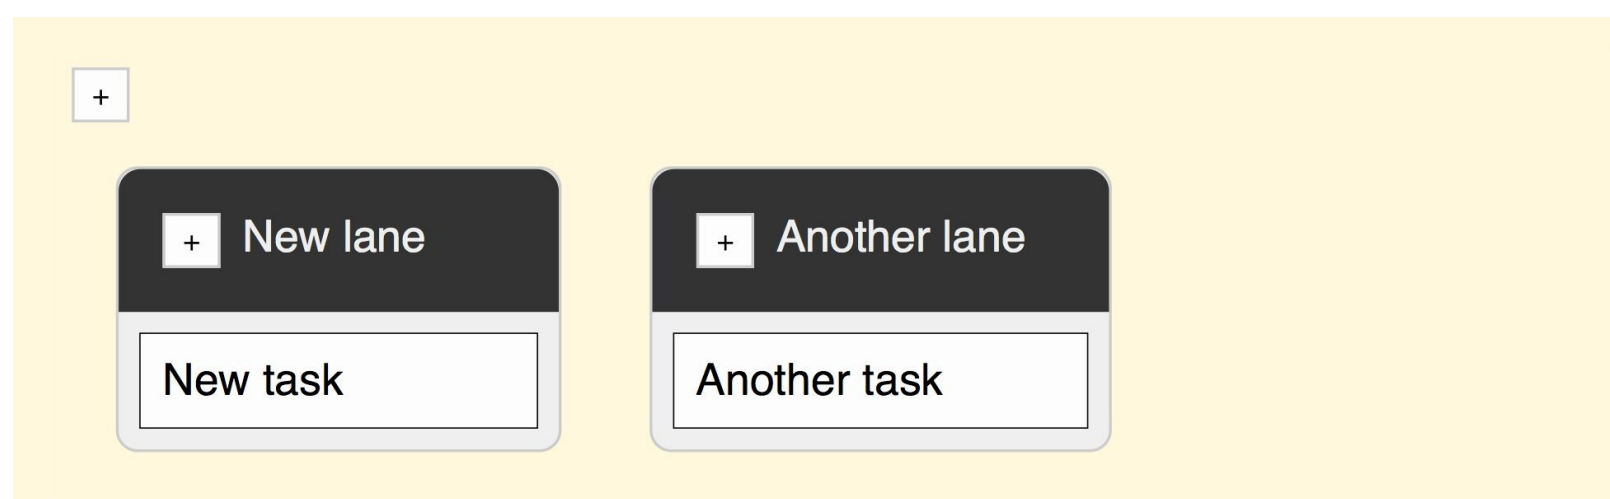 +
+ New lane
+ Another lane
New task
Another task